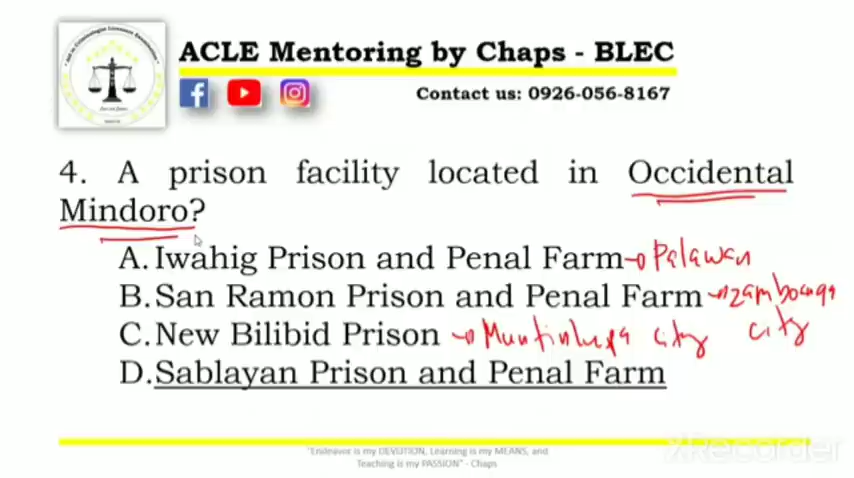 ACLE Mentoring by Chaps - BLEC
Contact us: 0926-056-8167
4. A prison facility located in Occidental
Mindoro?
A. Iwahig Prison and Penal Farm → Palawan
B. San Ramon Prison and Penal Farm → zamboanga
city
C. New Bilibid Prison → Muntinlupa city
D. Sablayan Prison and Penal Farm
"Endeavor is my DEVOTION, Learning is my MEANS, and
Teaching is my PASSION" - Chaps
XRecorder